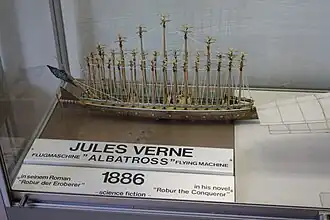 JULES VERNE
FLUGMASCHINE "ALBATROSS" FLYING MACHINE
1886
in seinem Roman
"Robur der Eroberer"
- science fiction -
in his novel
"Robur the Conqueror"